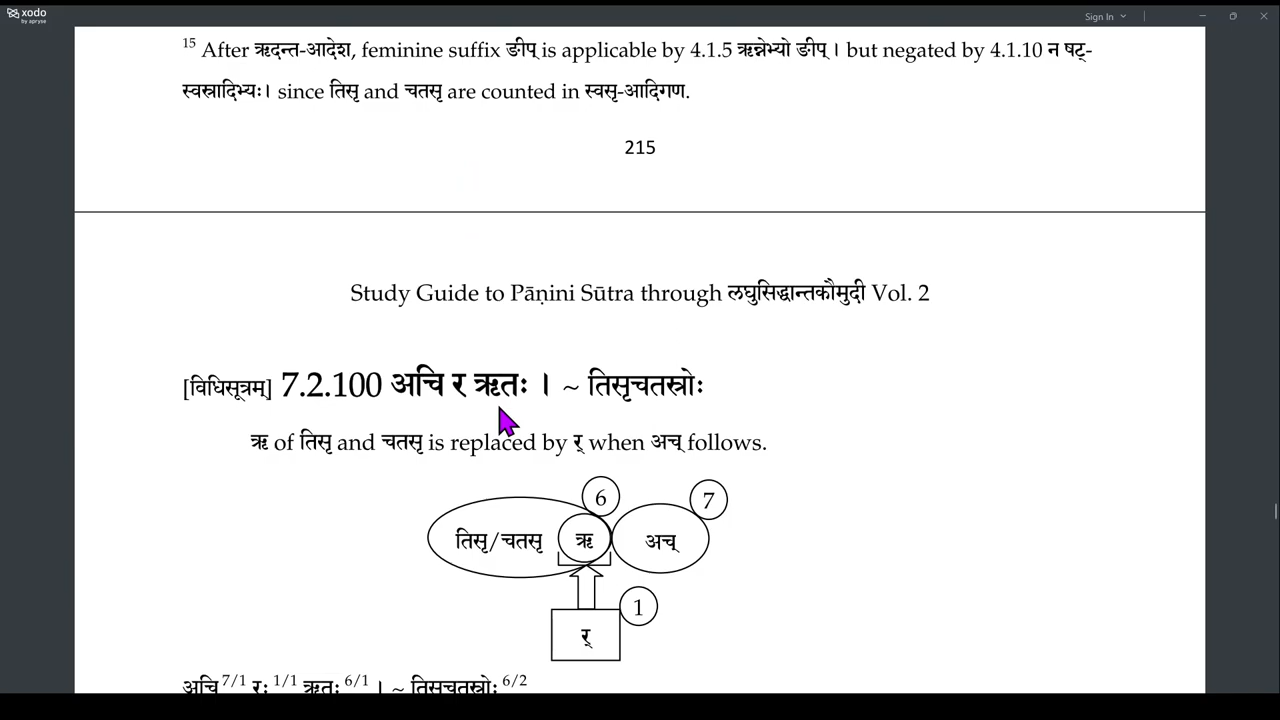 xodo
by apryse
Sign In
15 After ऋदन्त-आदेश, feminine suffix ङीप् is applicable by 4.1.5 ऋन्नेभ्यो ङीप् । but negated by 4.1.10 न षट्-
स्वस्रादिभ्यः। since तिसृ and चतसृ are counted in स्वसृ-आदिगण.
215
Study Guide to Pāṇini Sūtra through लघुसिद्धान्तकौमुदी Vol. 2
[विधिसूत्रम्] 7.2.100 अचि र ऋतः । ~ तिसृचतस्रोः
ऋ of तिसृ and चतसृ is replaced by र् when अच् follows.
6
7
तिसृ/चतसृ ऋ अच्
1
र्
अचि 7/1 रः 1/1 ऋतः 6/1 । ~ तिसृचतस्रोः 6/2